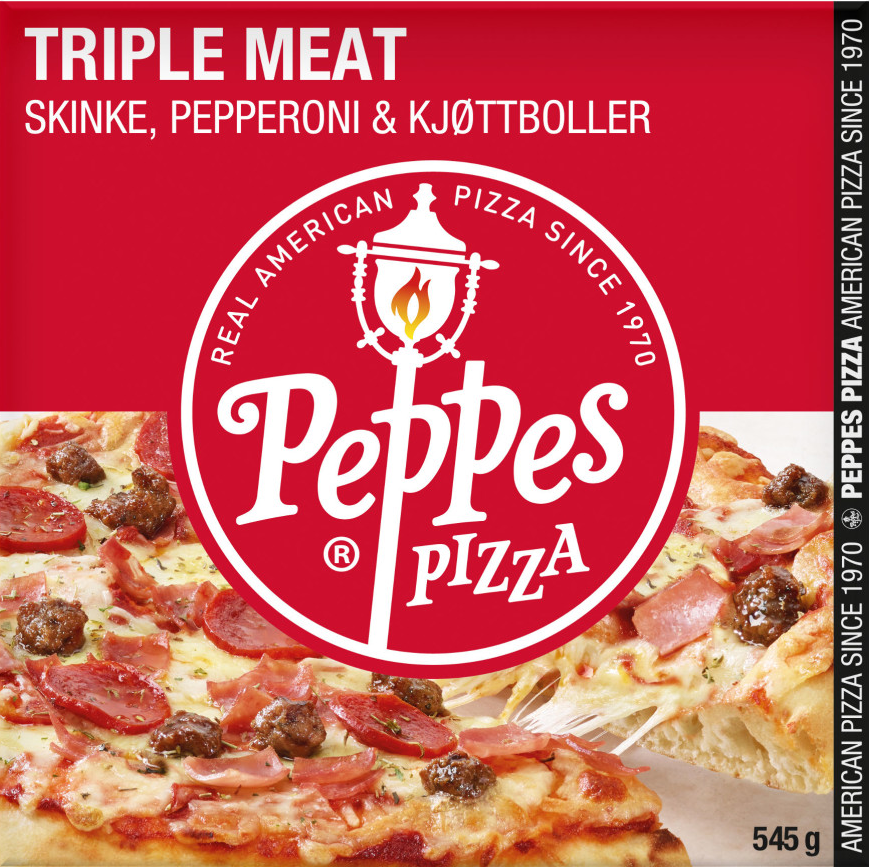 TRIPLE MEAT
SKINKE, PEPPERONI & KJØTTBOLLER
REAL AMERICAN PIZZA SINCE 1970
Peppes
® PIZZA
545 g
AMERICAN PIZZA SINCE 1970 PEPPES PIZZA AMERICAN PIZZA SINCE 1970